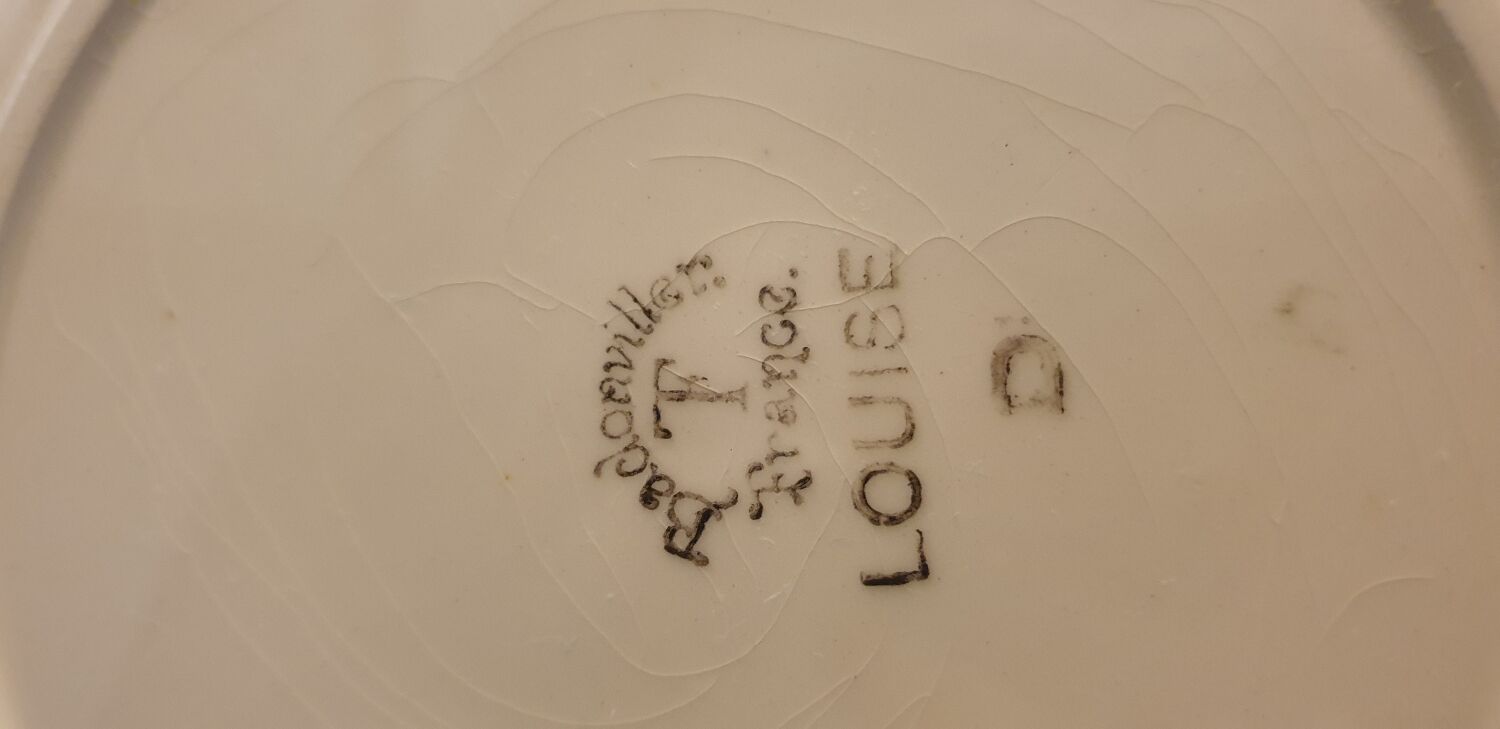 Badonviller.
F
France.
LOUISE
D